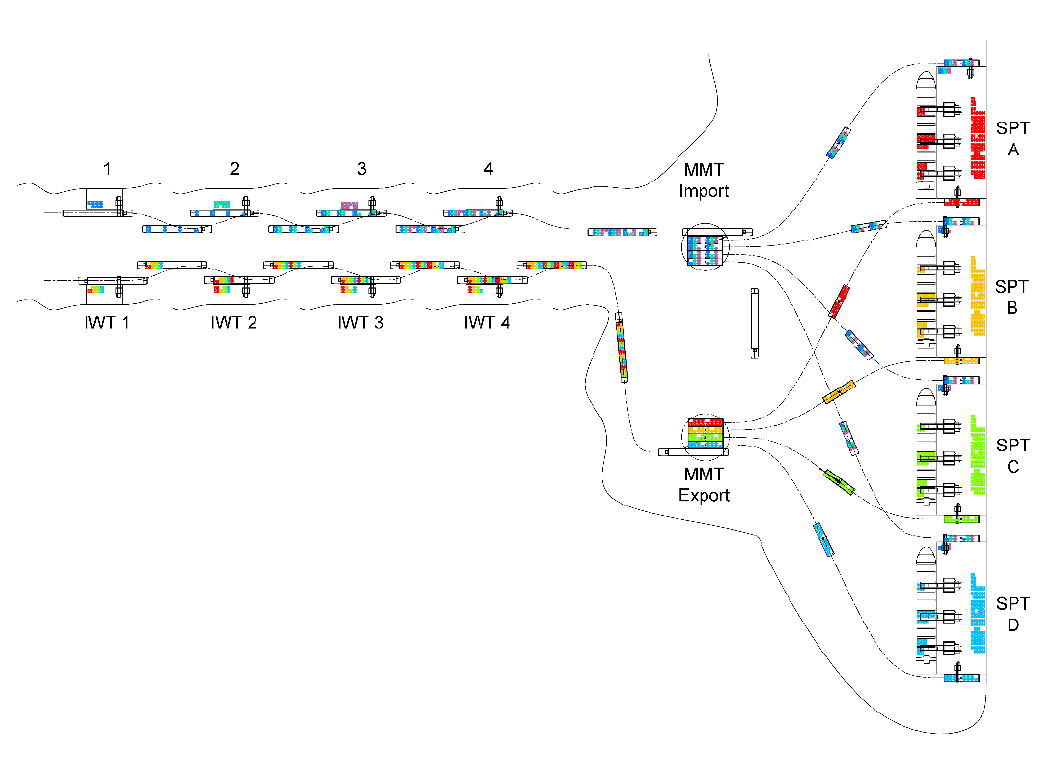 1
2
3
4
MMT
Import
SPT
A
SPT
B
IWT 1
IWT 2
IWT 3
IWT 4
SPT
C
MMT
Export
SPT
D